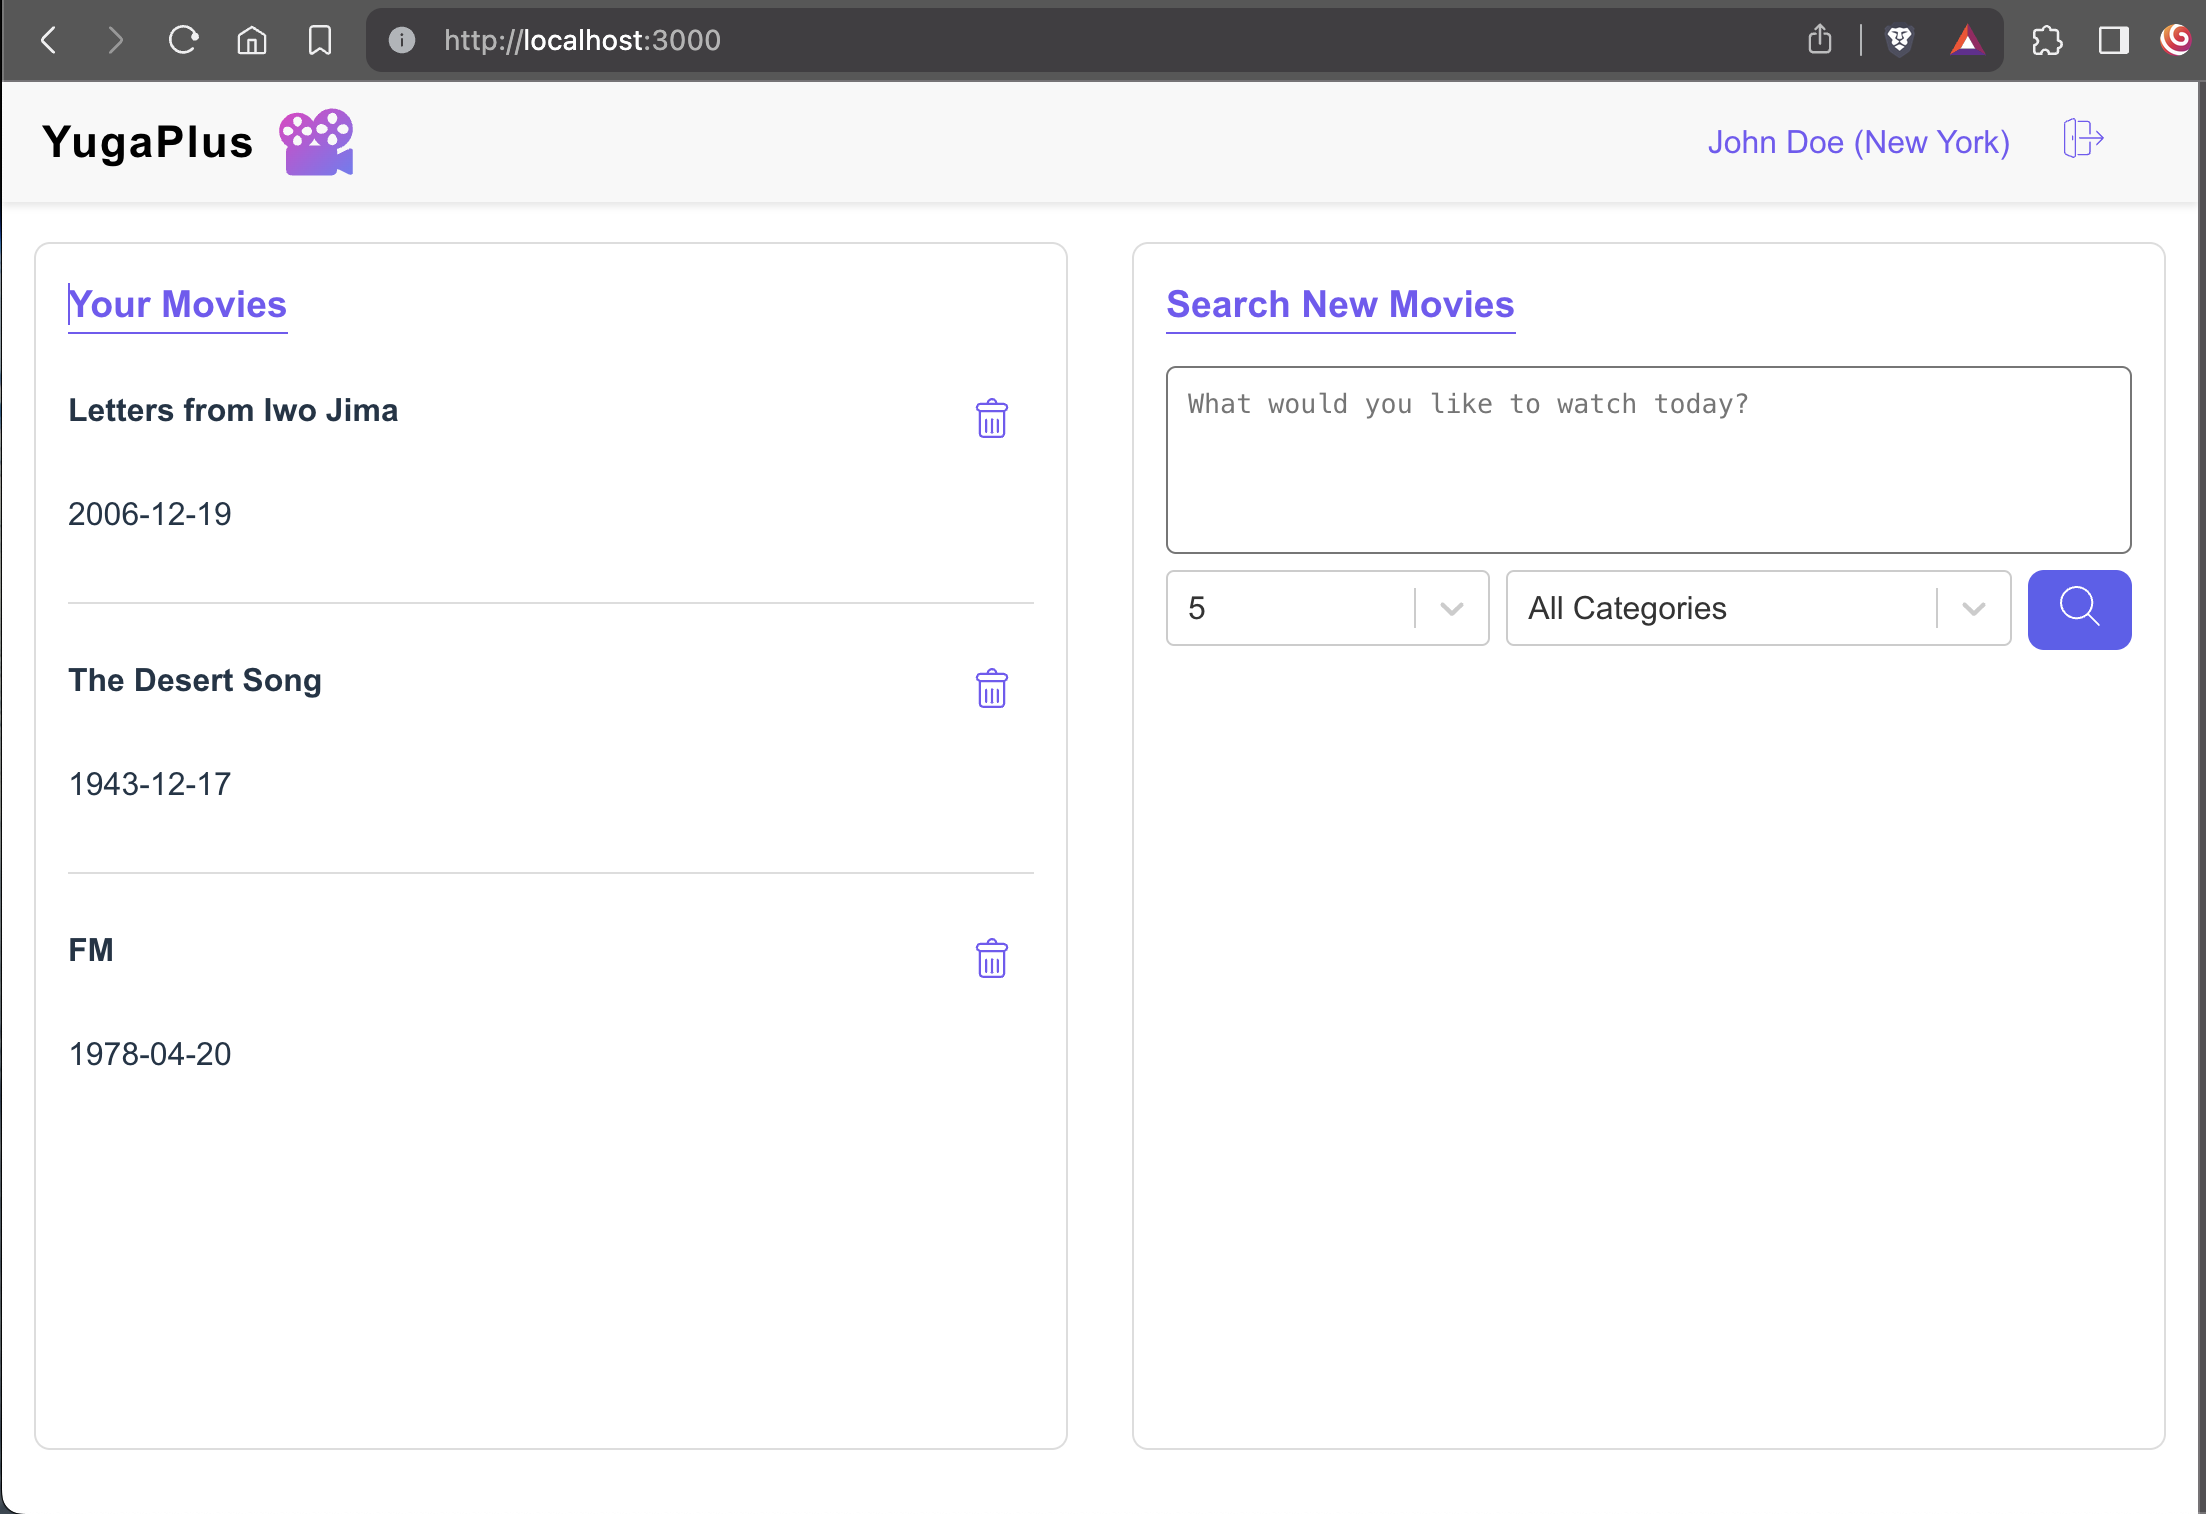 http://localhost:3000
YugaPlus
John Doe (New York)
Your Movies
Letters from Iwo Jima
2006-12-19
The Desert Song
1943-12-17
FM
1978-04-20
Search New Movies
What would you like to watch today?
5
All Categories